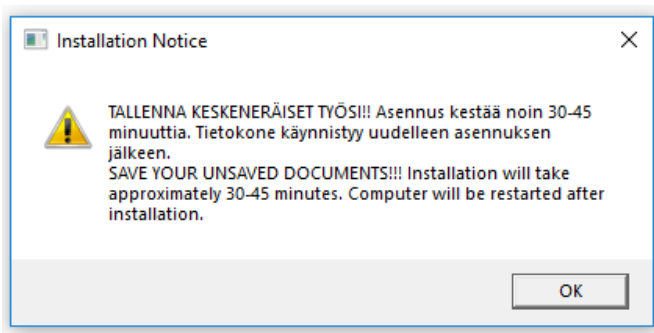 Installation Notice
TALLENNA KESKENERÄISET TYÖSI!! Asennus kestää noin 30-45
minuuttia. Tietokone käynnistyy uudelleen asennuksen
jälkeen.
SAVE YOUR UNSAVED DOCUMENTS!!! Installation will take
approximately 30-45 minutes. Computer will be restarted after
installation.
OK